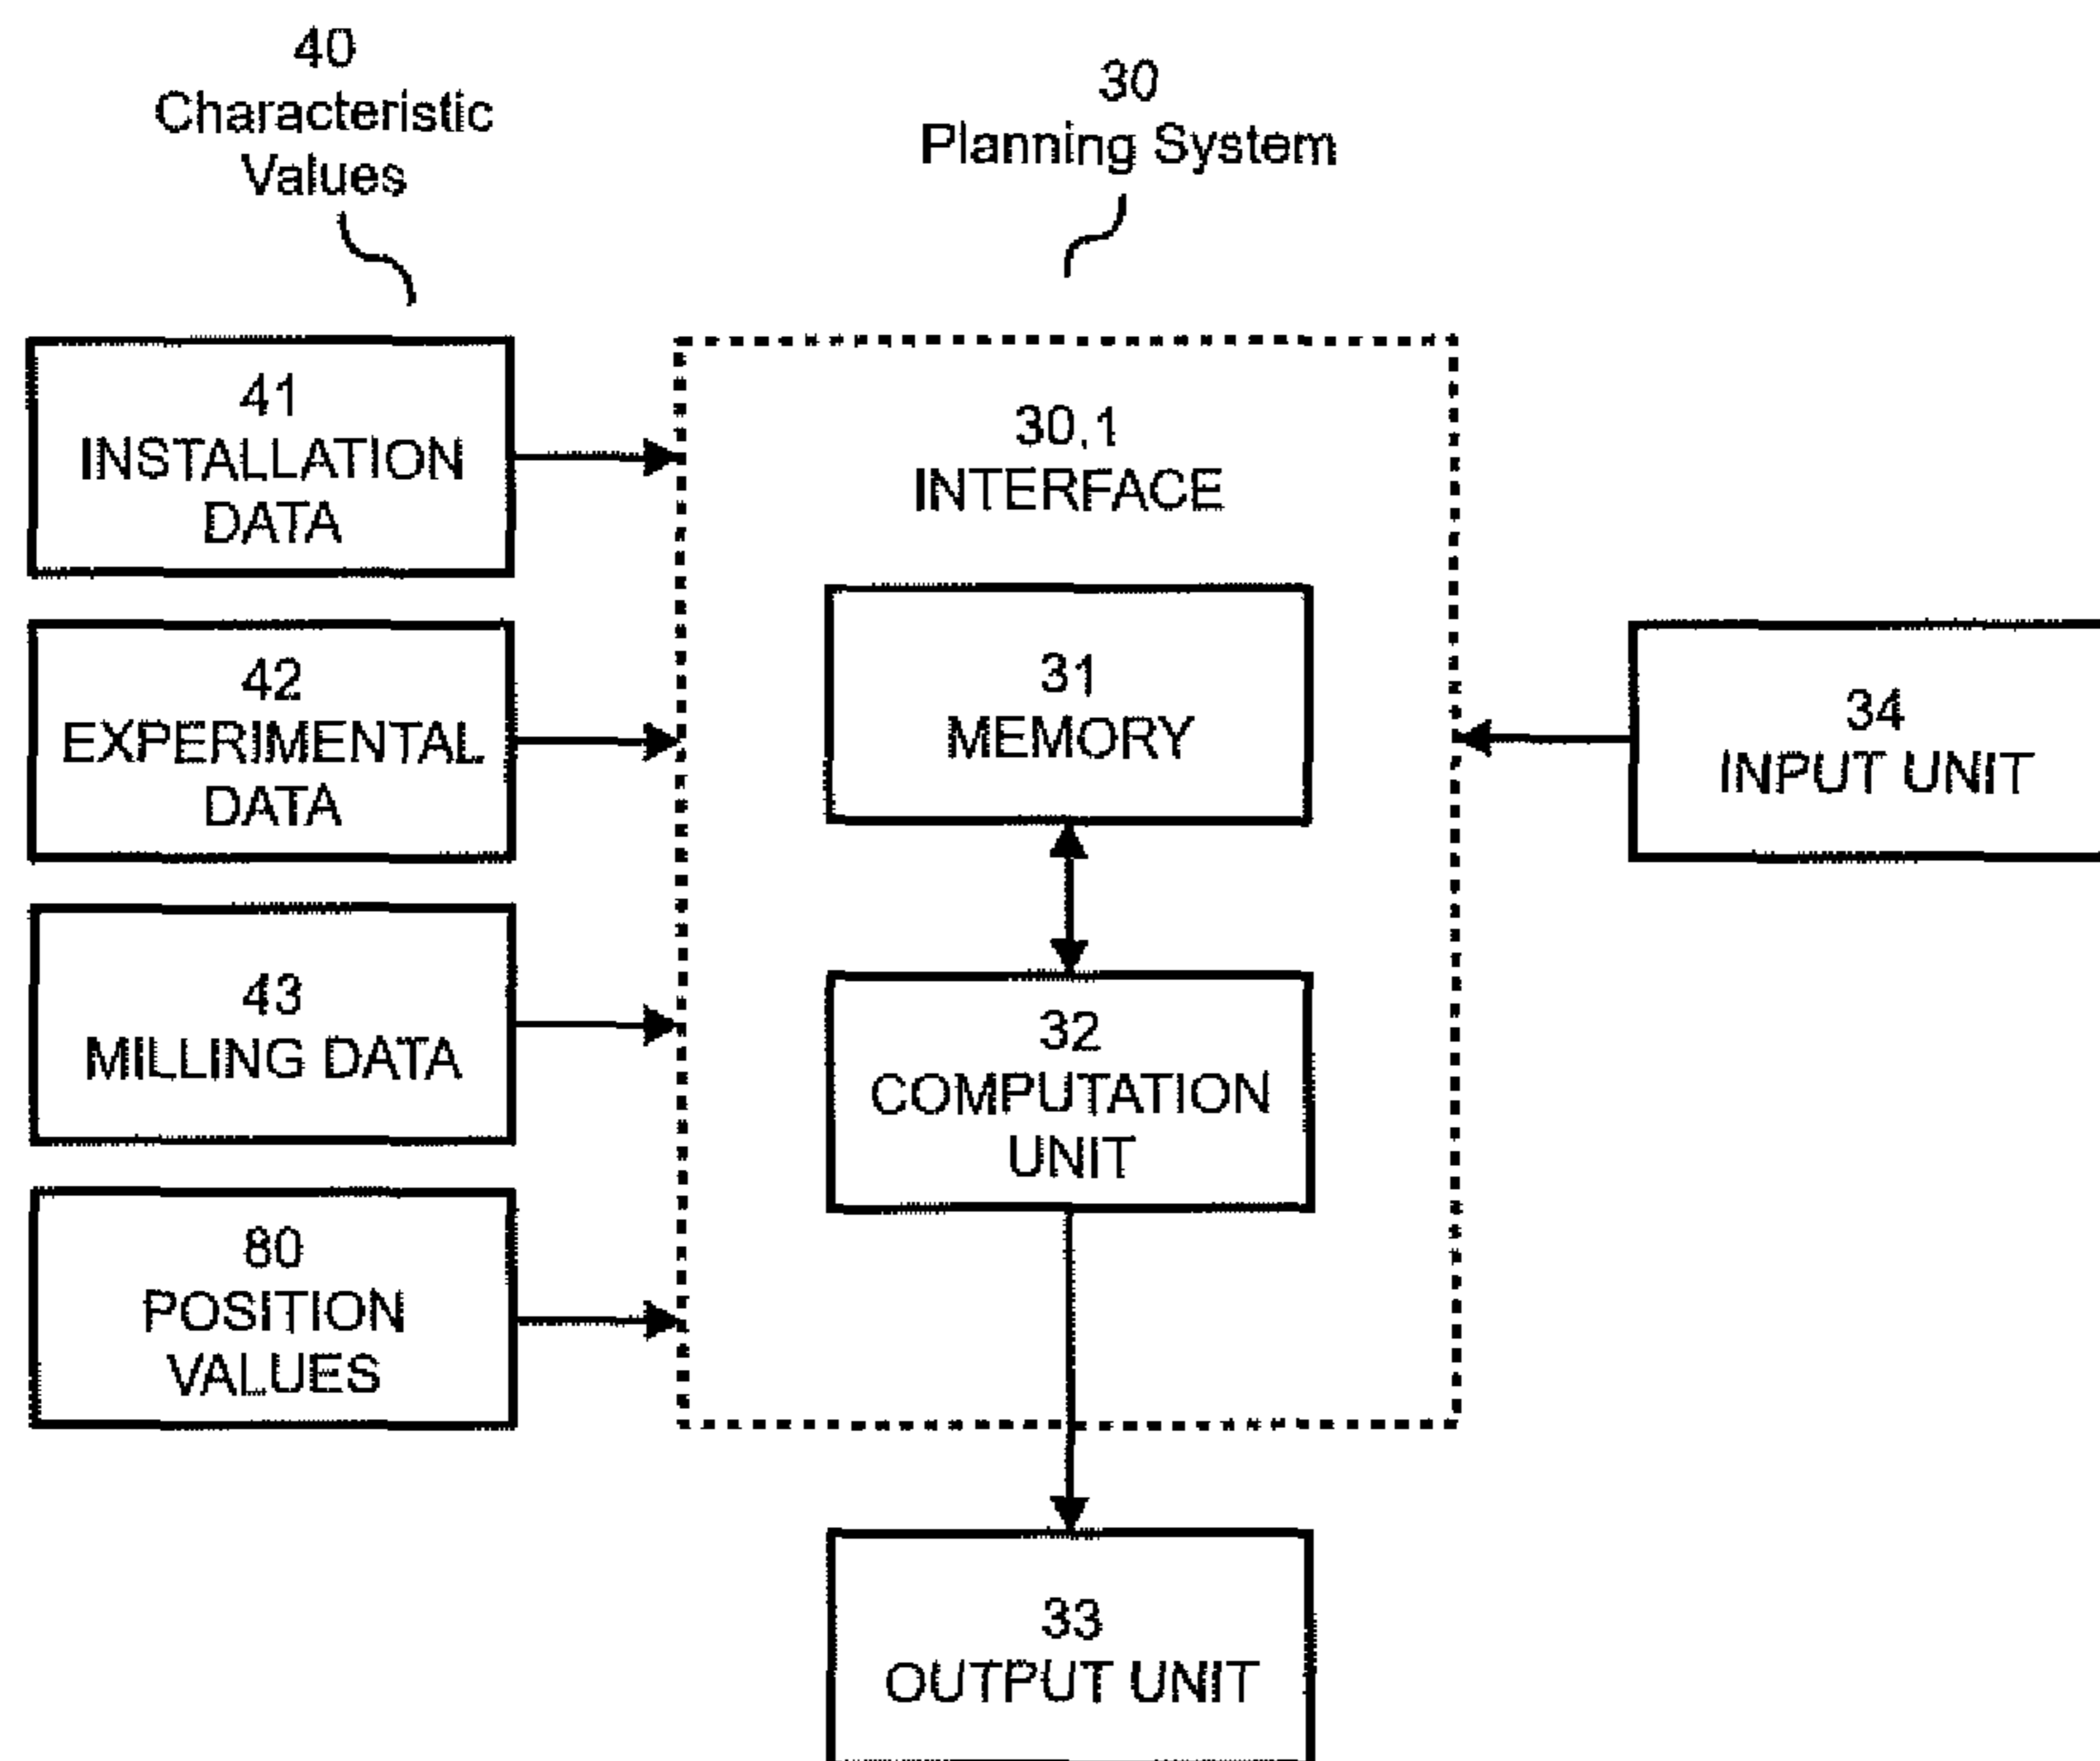 40
Characteristic
Values
30
Planning System
41
INSTALLATION
DATA
42
EXPERIMENTAL
DATA
43
MILLING DATA
80
POSITION
VALUES
30.1
INTERFACE
31
MEMORY
32
COMPUTATION
UNIT
33
OUTPUT UNIT
34
INPUT UNIT